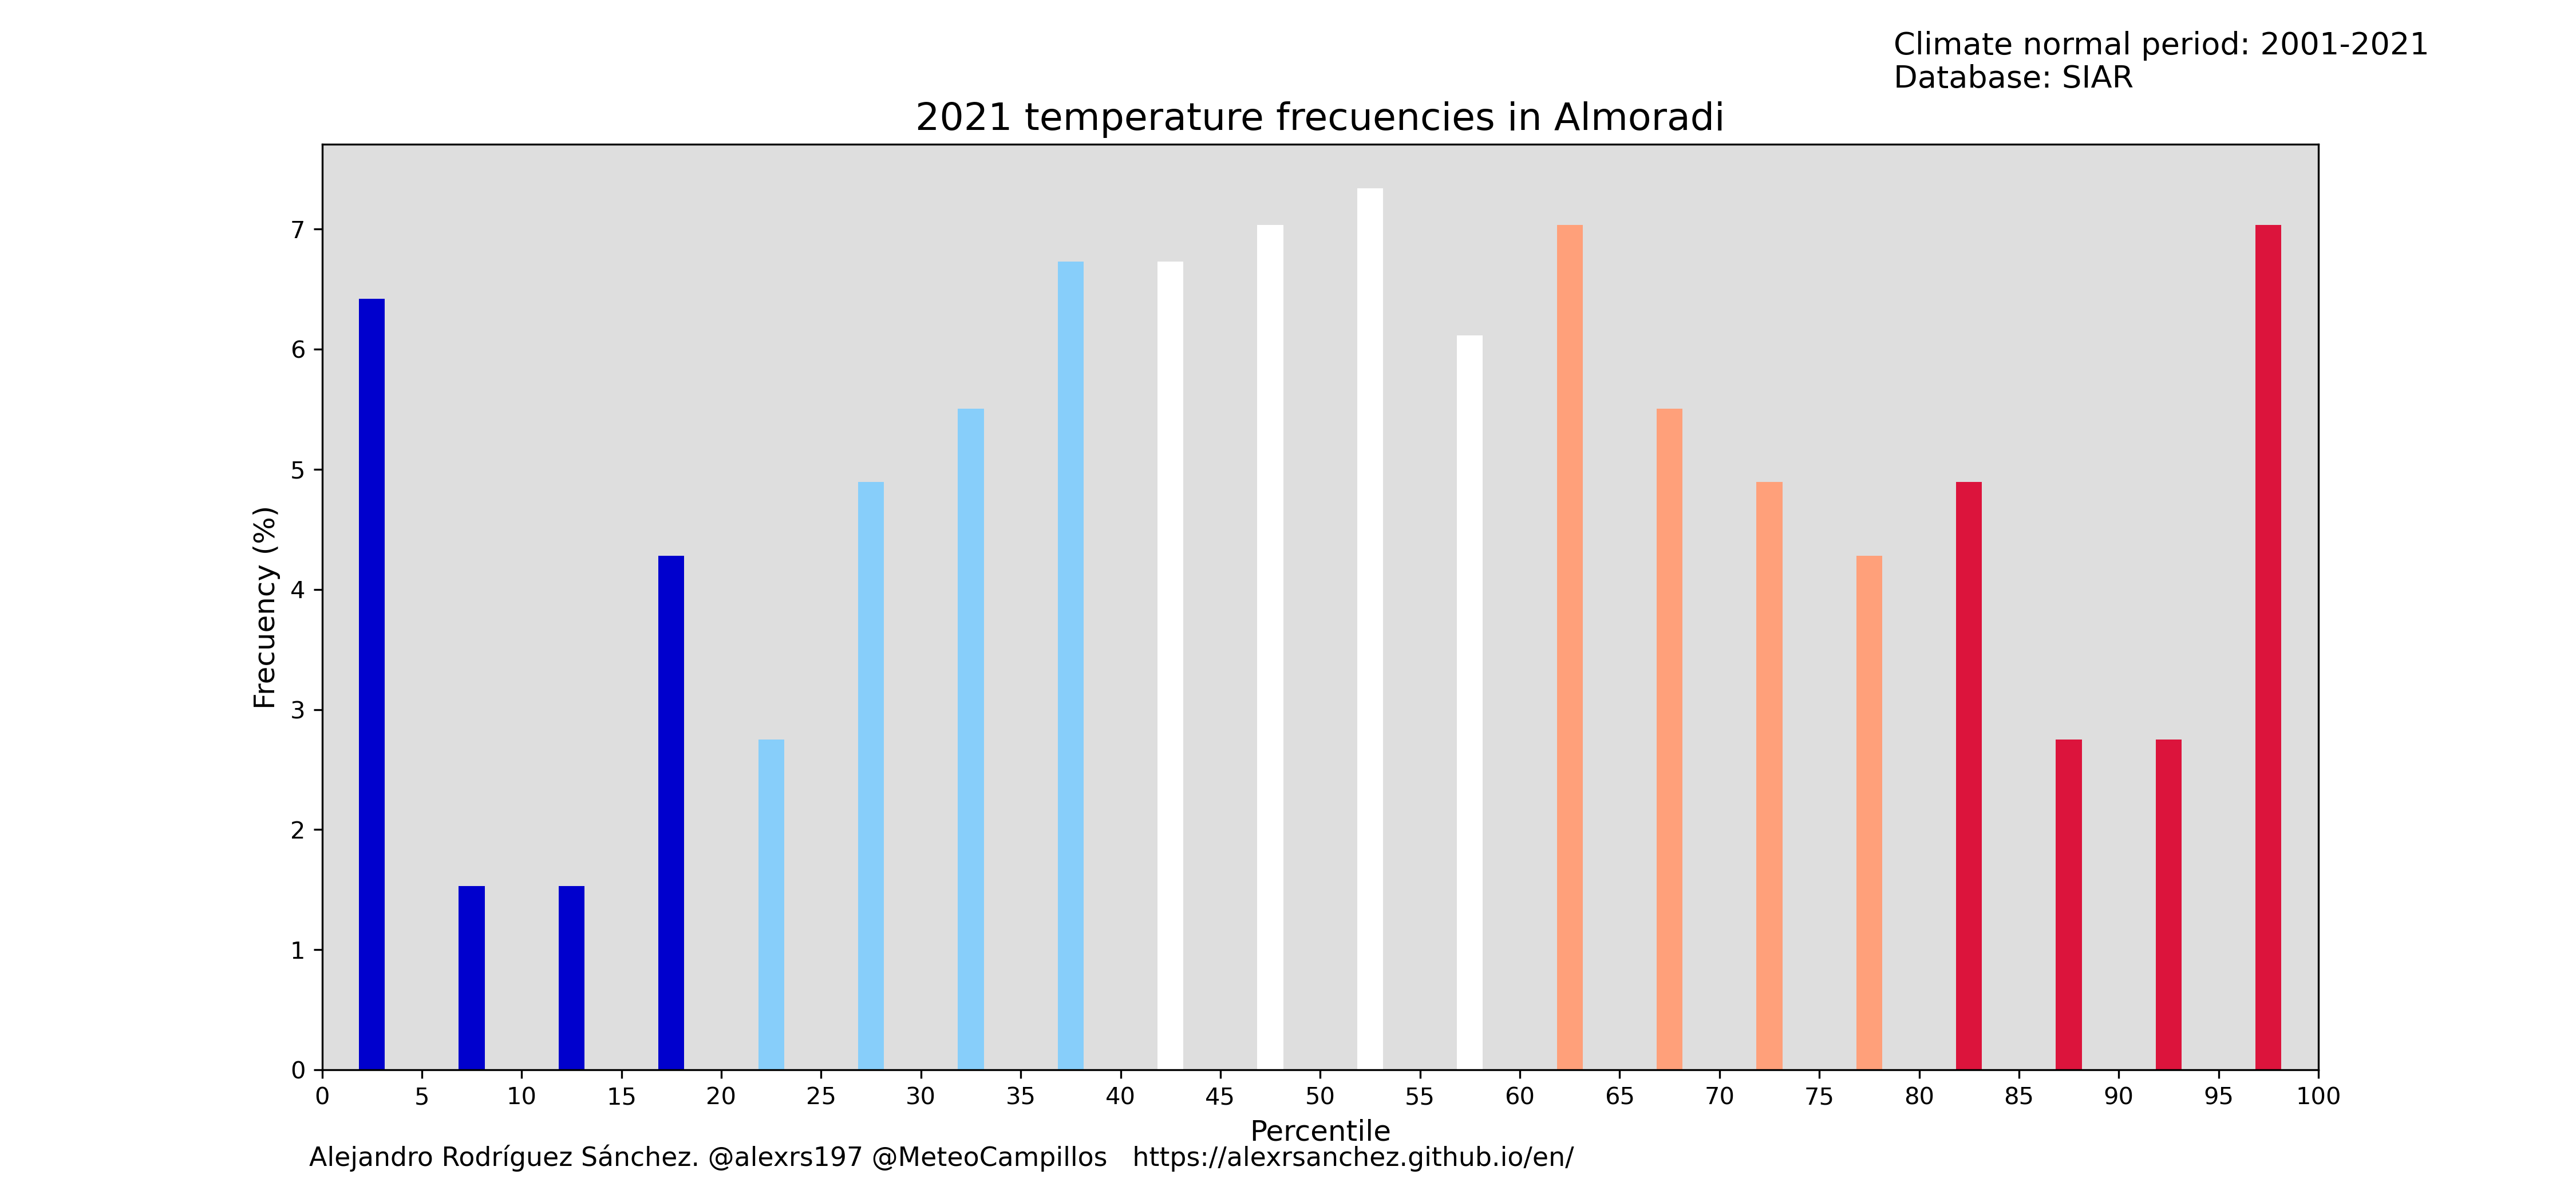 Climate normal period: 2001-2021
Database: SIAR
2021 temperature frecuencies in Almoradi
Frecuency (%)
7
6
5
4
3
2
1
0
0 5 10 15 20 25 30 35 40 45 50 55 60 65 70 75 80 85 90 95 100
Percentile
Alejandro Rodríguez Sánchez. @alexrs197 @MeteoCampillos https://alexrsanchez.github.io/en/